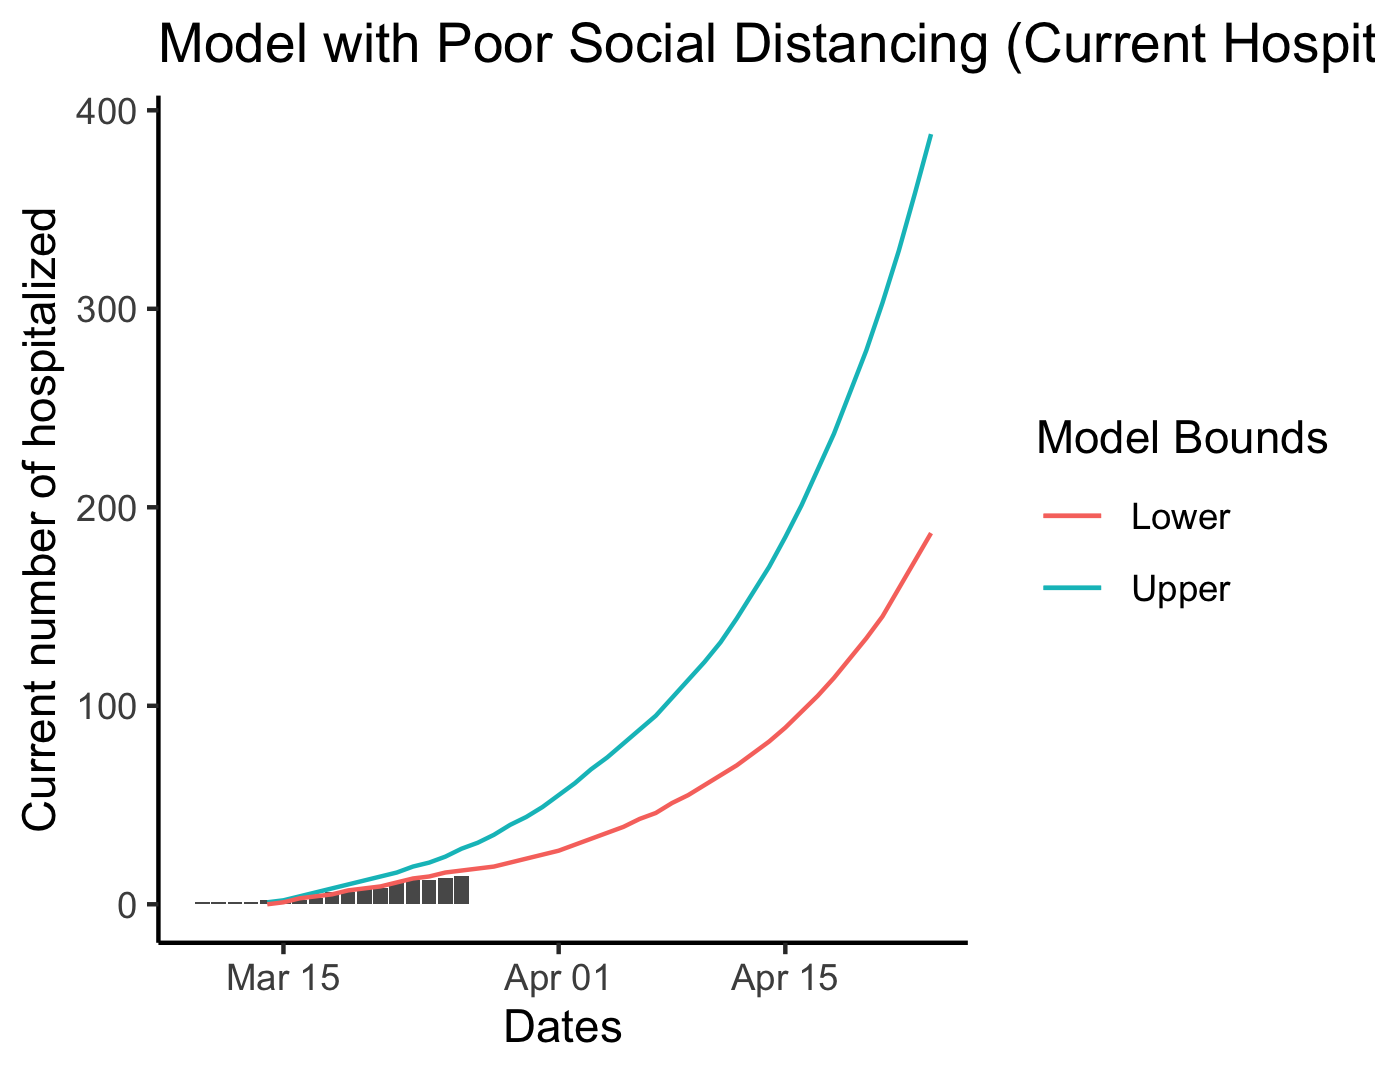 Model with Poor Social Distancing (Current Hospit
Current number of hospitalized
400
300
200
100
0
Mar 15
Apr 01
Apr 15
Dates
Model Bounds
Lower
Upper